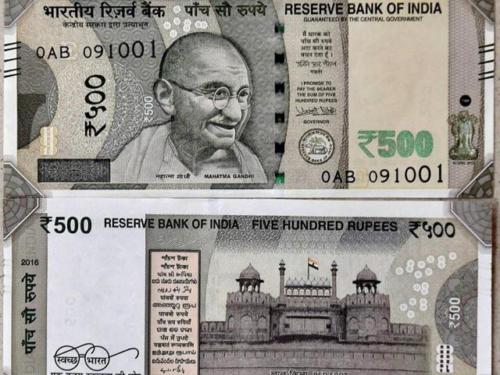 भारतीय रिज़र्व बैंक
पाँच सौ रुपये
RESERVE BANK OF INDIA
केन्द्रीय सरकार द्वारा प्रत्याभूत
GUARANTEED BY THE CENTRAL GOVERNMENT
0AB 091001
मैं धारक को
पाँच सौ रुपये
अदा करने का
वचन देता हूँ।
गवर्नर
I PROMISE TO
PAY THE BEARER
THE SUM OF FIVE
HUNDRED RUPEES
GOVERNOR
₹५००
₹500
₹500
महात्मा गांधी
MAHATMA GANDHI
0AB 091001
₹500
RESERVE BANK OF INDIA
FIVE HUNDRED RUPEES
₹५००
2016
पाँच सौ रुपये
₹500
स्वच्छ भारत